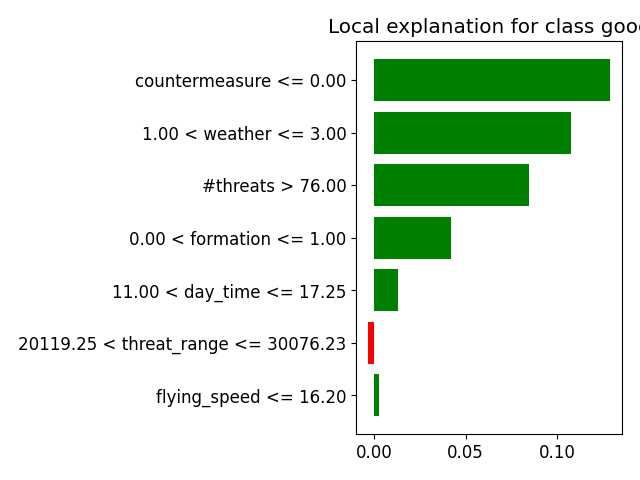 Local explanation for class goo
countermeasure <= 0.00
1.00 < weather <= 3.00
#threats > 76.00
0.00 < formation <= 1.00
11.00 < day_time <= 17.25
20119.25 < threat_range <= 30076.23
flying_speed <= 16.20
0.00 0.05 0.10